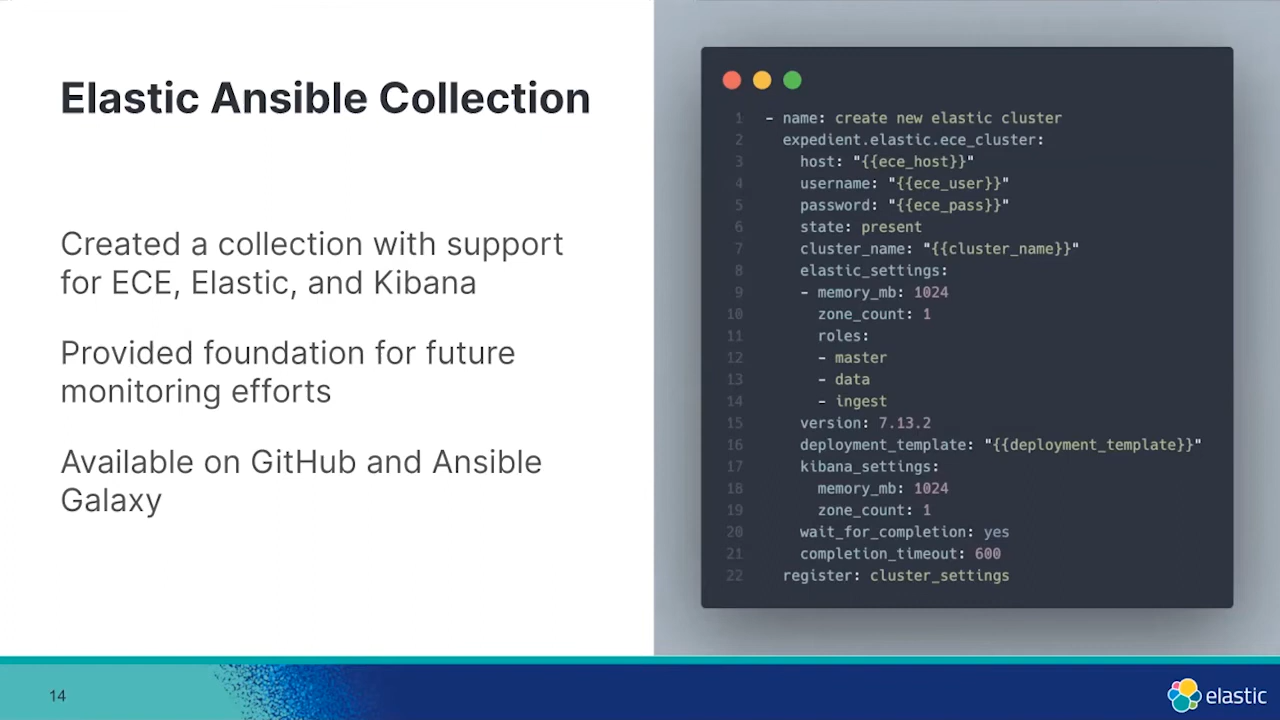 Elastic Ansible Collection
Created a collection with support
for ECE, Elastic, and Kibana
Provided foundation for future
monitoring efforts
Available on GitHub and Ansible
Galaxy
1 - name: create new elastic cluster
2 expedient.elastic.ece_cluster:
3 host: "{{ece_host}}"
4 username: "{{ece_user}}"
5 password: "{{ece_pass}}"
6 state: present
7 cluster_name: "{{cluster_name}}"
8 elastic_settings:
9 - memory_mb: 1024
10 zone_count: 1
11 roles:
12 - master
13 - data
14 - ingest
15 version: 7.13.2
16 deployment_template: "{{deployment_template}}"
17 kibana_settings:
18 memory_mb: 1024
19 zone_count: 1
20 wait_for_completion: yes
21 completion_timeout: 600
22 register: cluster_settings
14
elastic